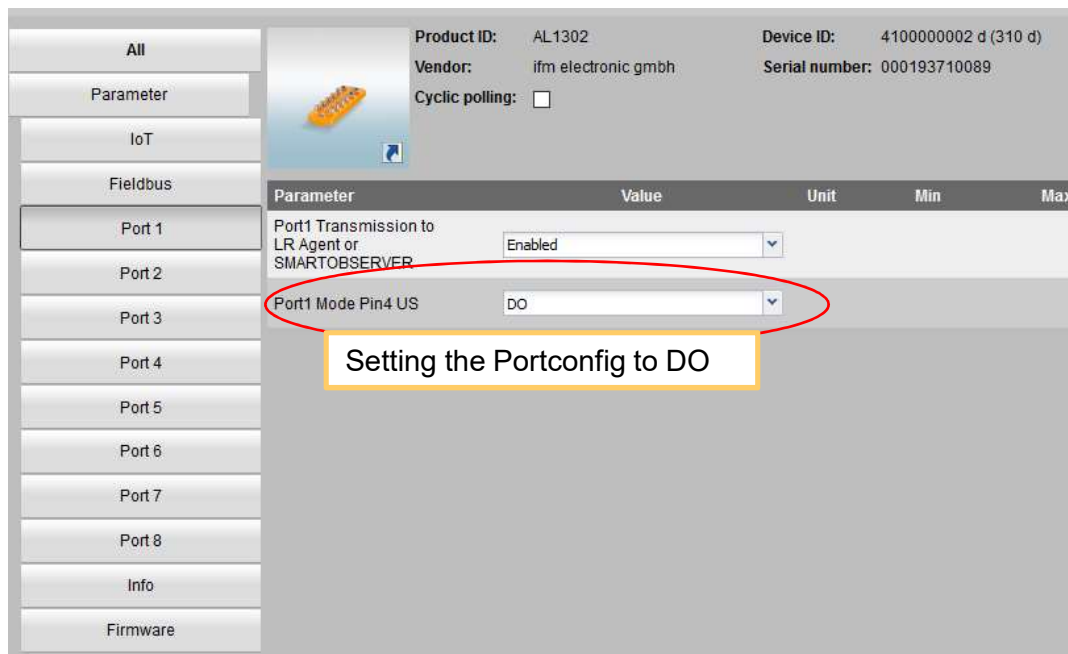 All
Parameter
IoT
Fieldbus
Port 1
Port 2
Port 3
Port 4
Port 5
Port 6
Port 7
Port 8
Info
Firmware
Product ID: AL1302 Device ID: 4100000002 d (310 d)
Vendor: ifm electronic gmbh Serial number: 000193710089
Cyclic polling:
Parameter Value Unit Min Max
Port1 Transmission to
LR Agent or
SMARTOBSERVER
Enabled
Port1 Mode Pin4 US DO
Setting the Portconfig to DO